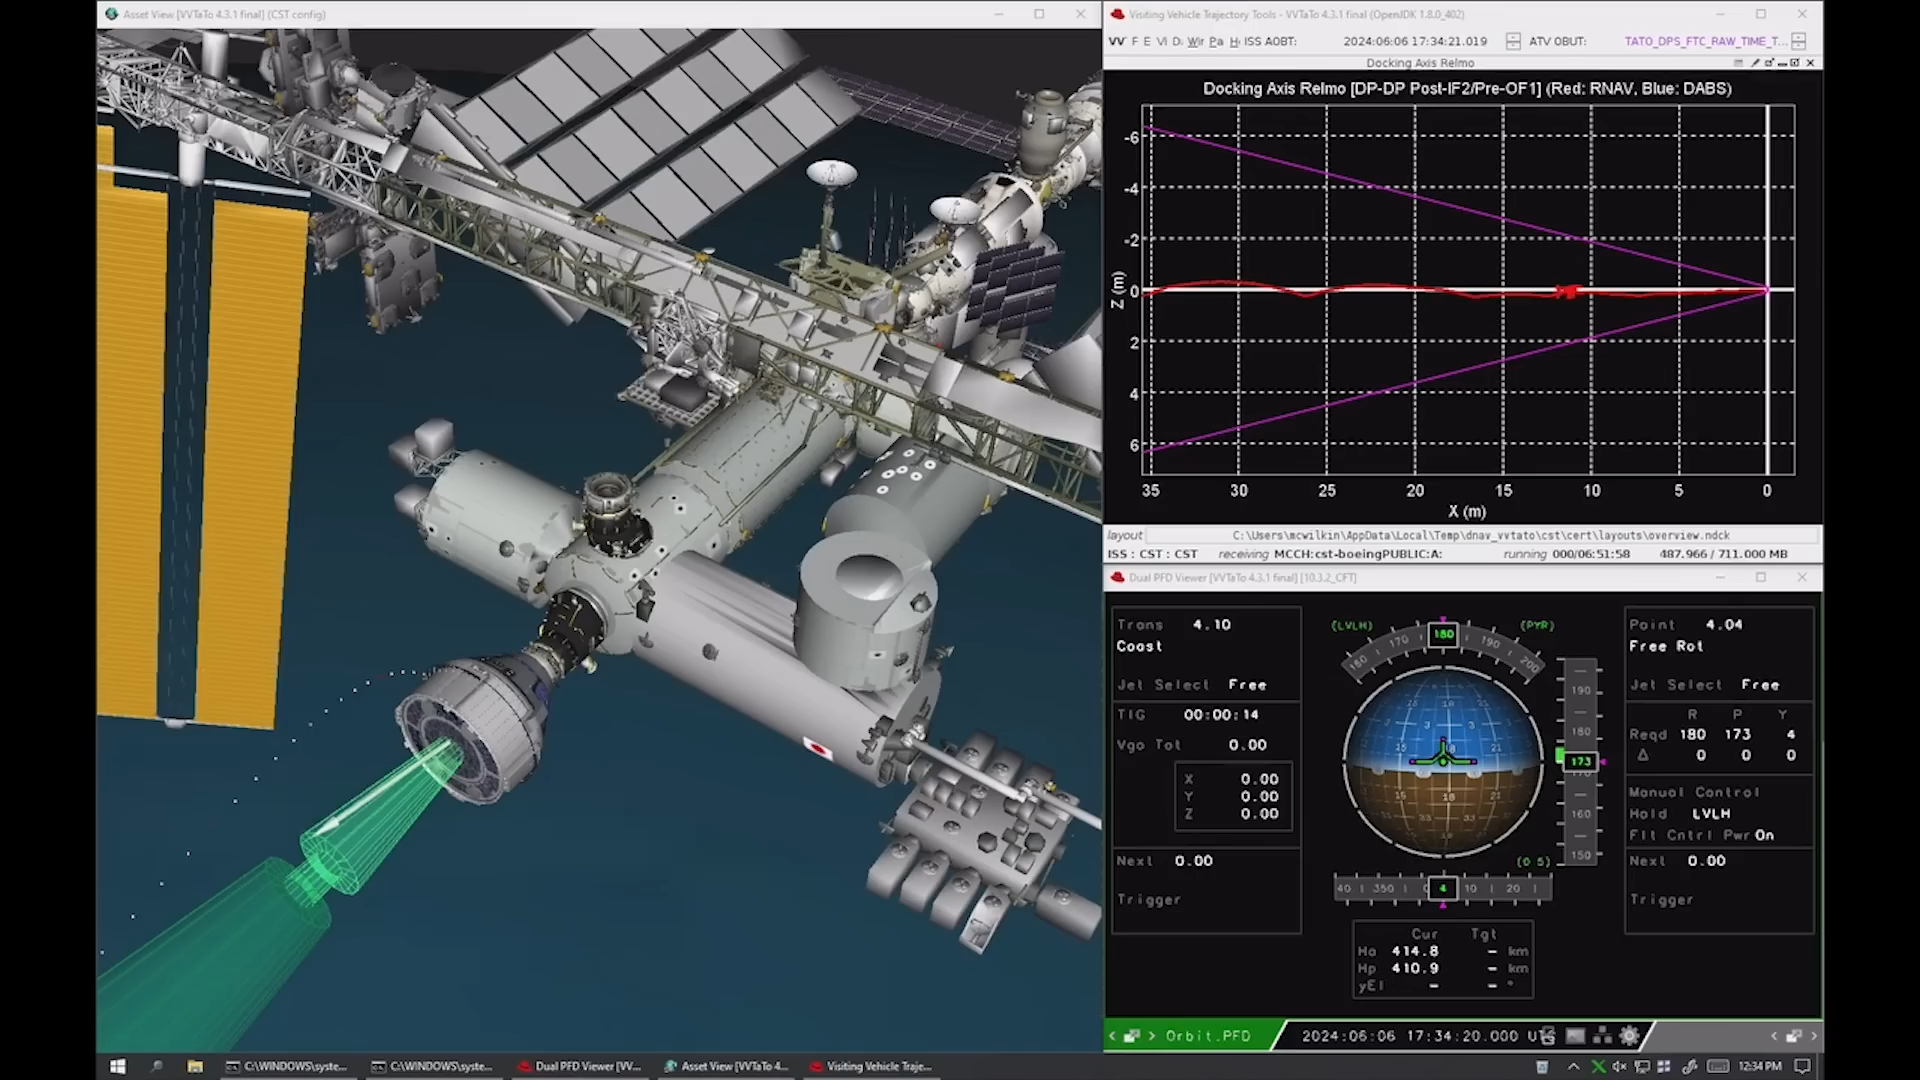 Asset View [VVTaTo 4.3.1 final] (CST config)
Visiting Vehicle Trajectory Tools - VVTaTo 4.3.1 final (OpenJDK 1.8.0_402)
VV F E Vi D: Wir Pa H: ISS AOBT: 2024:06:06 17:34:21.019 ATV OBUT: TATO_DPS_FTC_RAW_TIME_T...
Docking Axis Relmo
Docking Axis Relmo [DP-DP Post-IF2/Pre-OF1] (Red: RNAV, Blue: DABS)
-6
-4
-2
0
2
4
6
Z (m)
35 30 25 20 15 10 5 0
X (m)
layout C:\Users\mcwilkin\AppData\Local\Temp\dnav_vvtato\cst\cert\layouts\overview.ndck
ISS : CST : CST receiving MCCH:cst-boeingPUBLIC:A: running 000/06:51:58 487.966 / 711.000 MB
Dual PFD Viewer [VVTaTo 4.3.1 final] [10.3.2_CFT]
Trans 4.10
Coast
Jet Select Free
TIG 00:00:14
Vgo Tot 0.00
X 0.00
Y 0.00
Z 0.00
Next 0.00
Trigger
(LVLH) (PYR)
160 170 180 190 200
190
180
173
160
150
(0 5)
40 350 0 4 10 20
Cur Tgt
Ha 414.8 - km
Hp 410.9 - km
yEl - - °
Point 4.04
Free Rot
Jet Select Free
R P Y
Reqd 180 173 4
Δ 0 0 0
Manual Control
Hold LVLH
Flt Cntrl Pwr On
Next 0.00
Trigger
Orbit.PFD 2024:06:06 17:34:20.000
C:\WINDOWS\syste... C:\WINDOWS\syste... Dual PFD Viewer [VV... Asset View [VVTaTo 4... Visiting Vehicle Traje... 12:34 PM